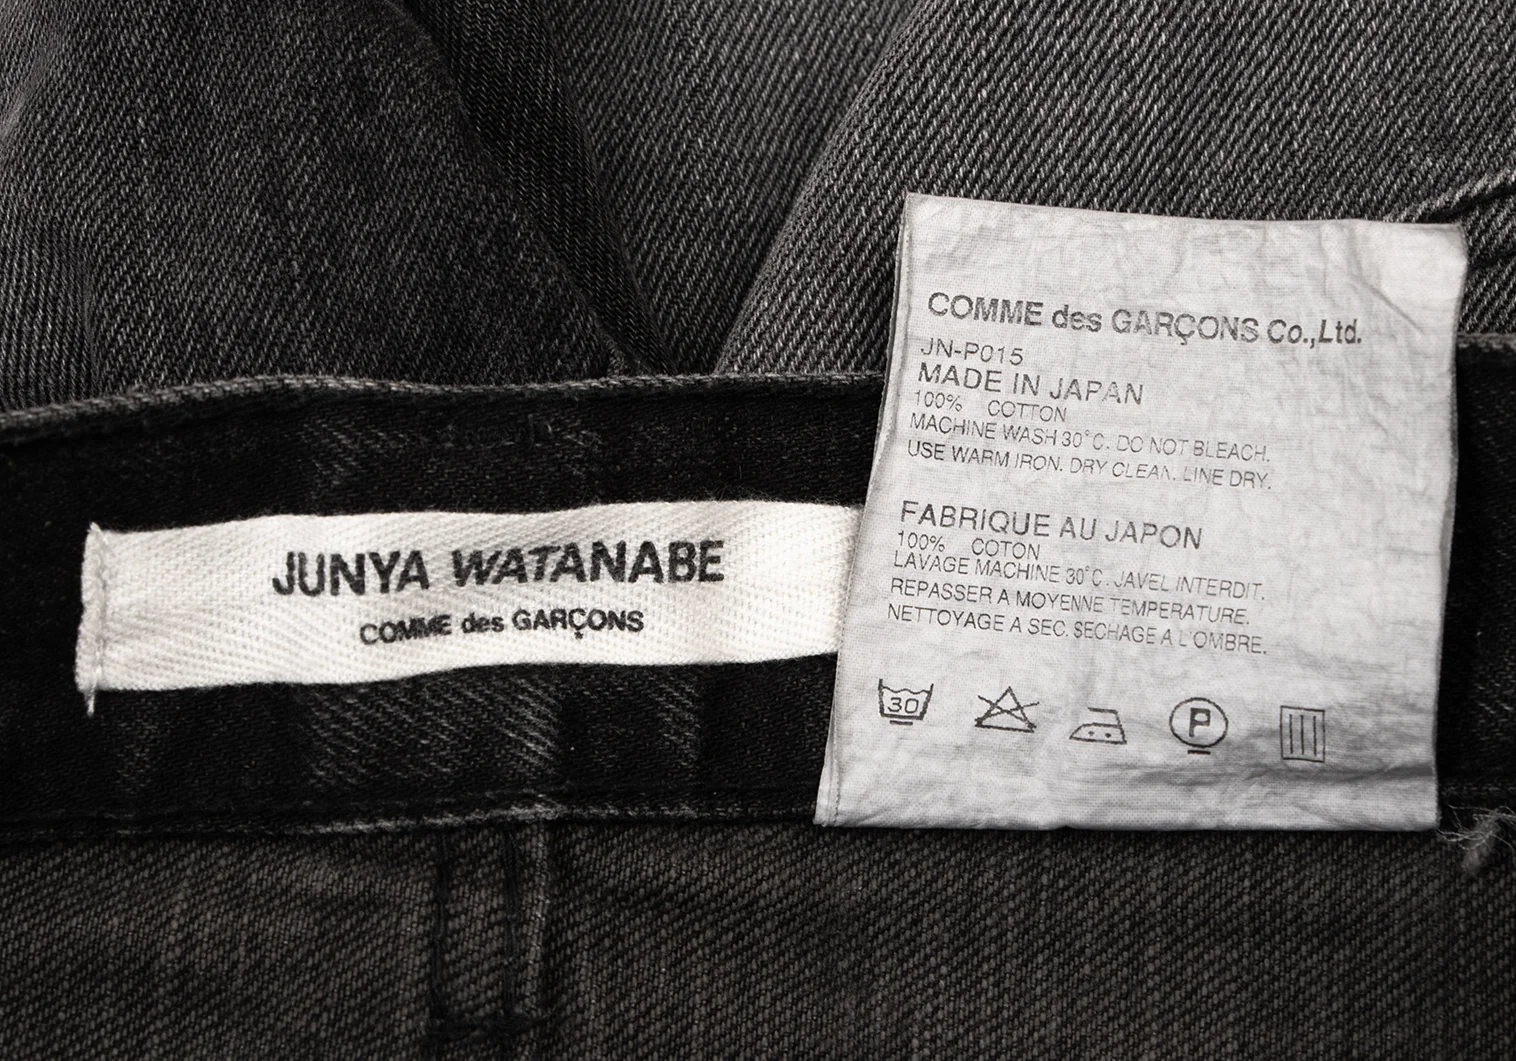 JUNYA WATANABE
COMME des GARÇONS
COMME des GARÇONS Co.,Ltd.
JN-P015
MADE IN JAPAN
100% COTTON
MACHINE WASH 30°C. DO NOT BLEACH.
USE WARM IRON. DRY CLEAN. LINE DRY.
FABRIQUE AU JAPON
100% COTON
LAVAGE MACHINE 30°C. JAVEL INTERDIT.
REPASSER A MOYENNE TEMPERATURE.
NETTOYAGE A SEC. SECHAGE A L'OMBRE.
30 P